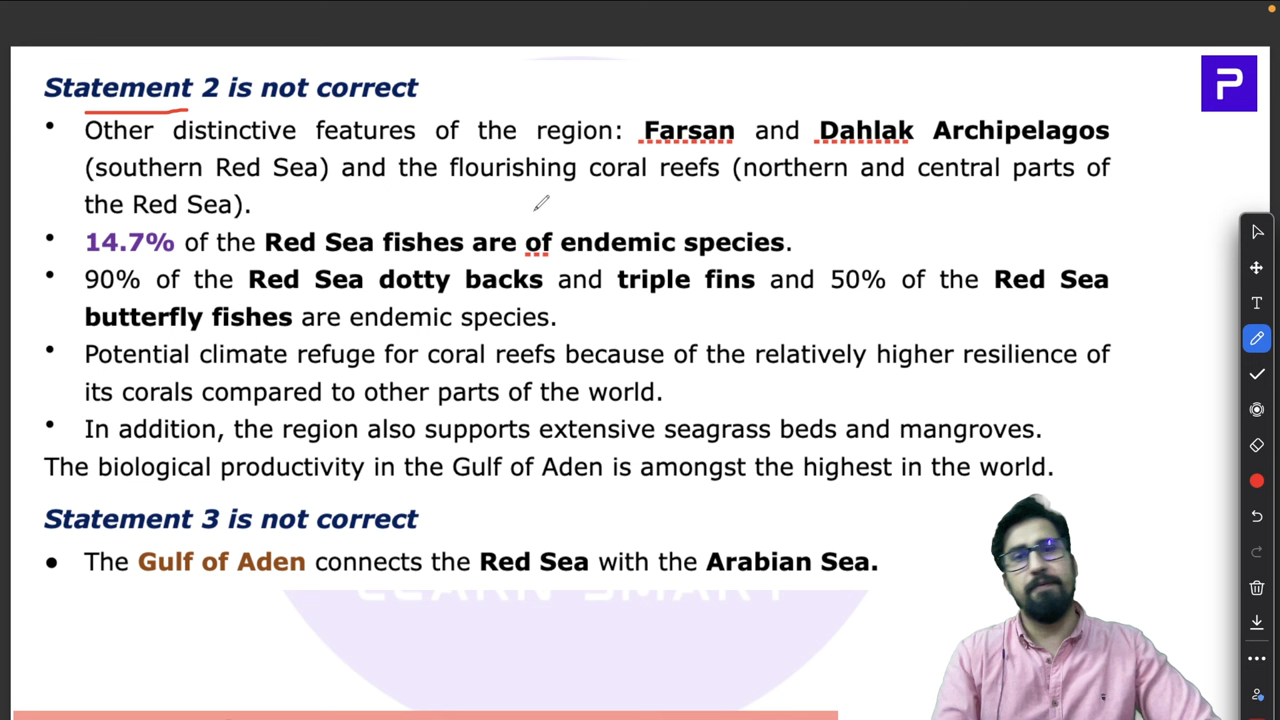 Statement 2 is not correct
• Other distinctive features of the region: Farsan and Dahlak Archipelagos
(southern Red Sea) and the flourishing coral reefs (northern and central parts of
the Red Sea).
• 14.7% of the Red Sea fishes are of endemic species.
• 90% of the Red Sea dotty backs and triple fins and 50% of the Red Sea
butterfly fishes are endemic species.
• Potential climate refuge for coral reefs because of the relatively higher resilience of
its corals compared to other parts of the world.
• In addition, the region also supports extensive seagrass beds and mangroves.
The biological productivity in the Gulf of Aden is amongst the highest in the world.
Statement 3 is not correct
● The Gulf of Aden connects the Red Sea with the Arabian Sea.
LEARN SMART
P
T